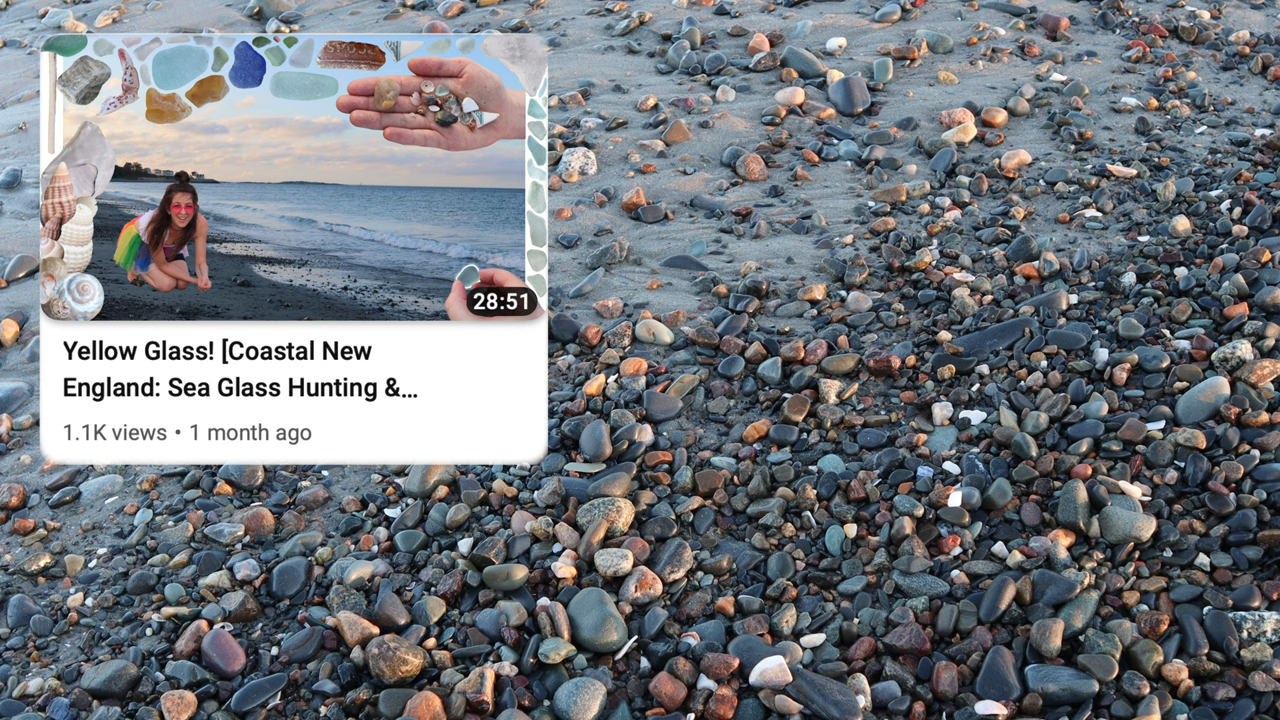 28:51
Yellow Glass! [Coastal New
England: Sea Glass Hunting &...
1.1K views • 1 month ago